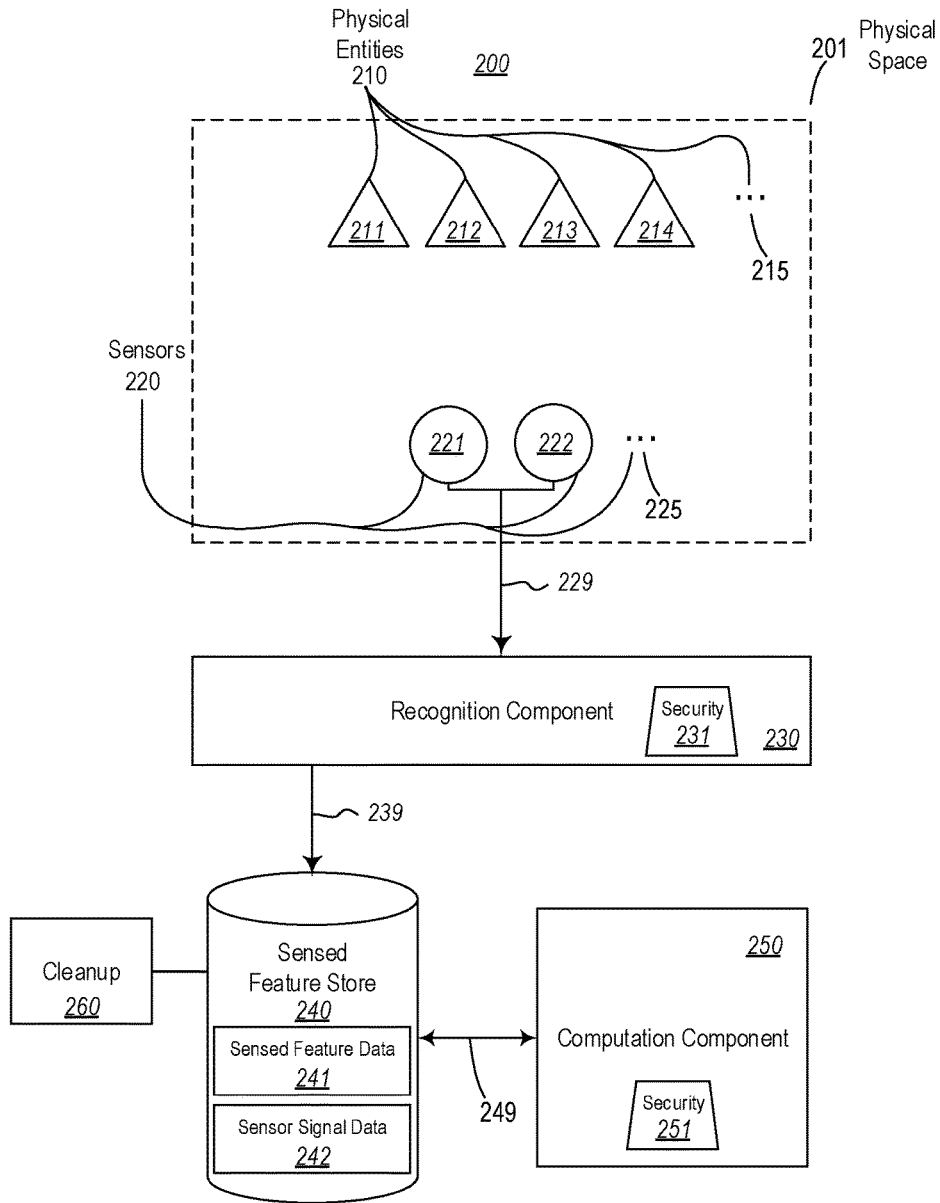 Physical
Entities
210
200
201
Physical
Space
211
212
213
214
...
215
Sensors
220
221
222
...
225
229
Recognition Component
Security
231
230
239
Cleanup
260
Sensed
Feature Store
240
Sensed Feature Data
241
Sensor Signal Data
242
249
250
Computation Component
Security
251